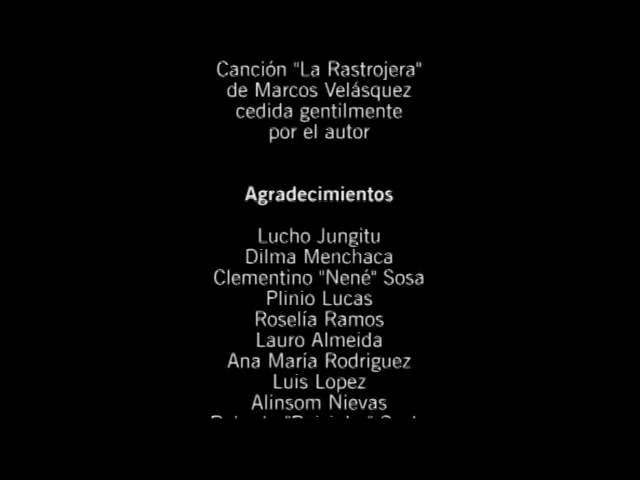 Canción "La Rastrojera"
de Marcos Velásquez
cedida gentilmente
por el autor
Agradecimientos
Lucho Jungitu
Dilma Menchaca
Clementino "Nené" Sosa
Plinio Lucas
Roselía Ramos
Lauro Almeida
Ana María Rodriguez
Luis Lopez
Alinsom Nievas